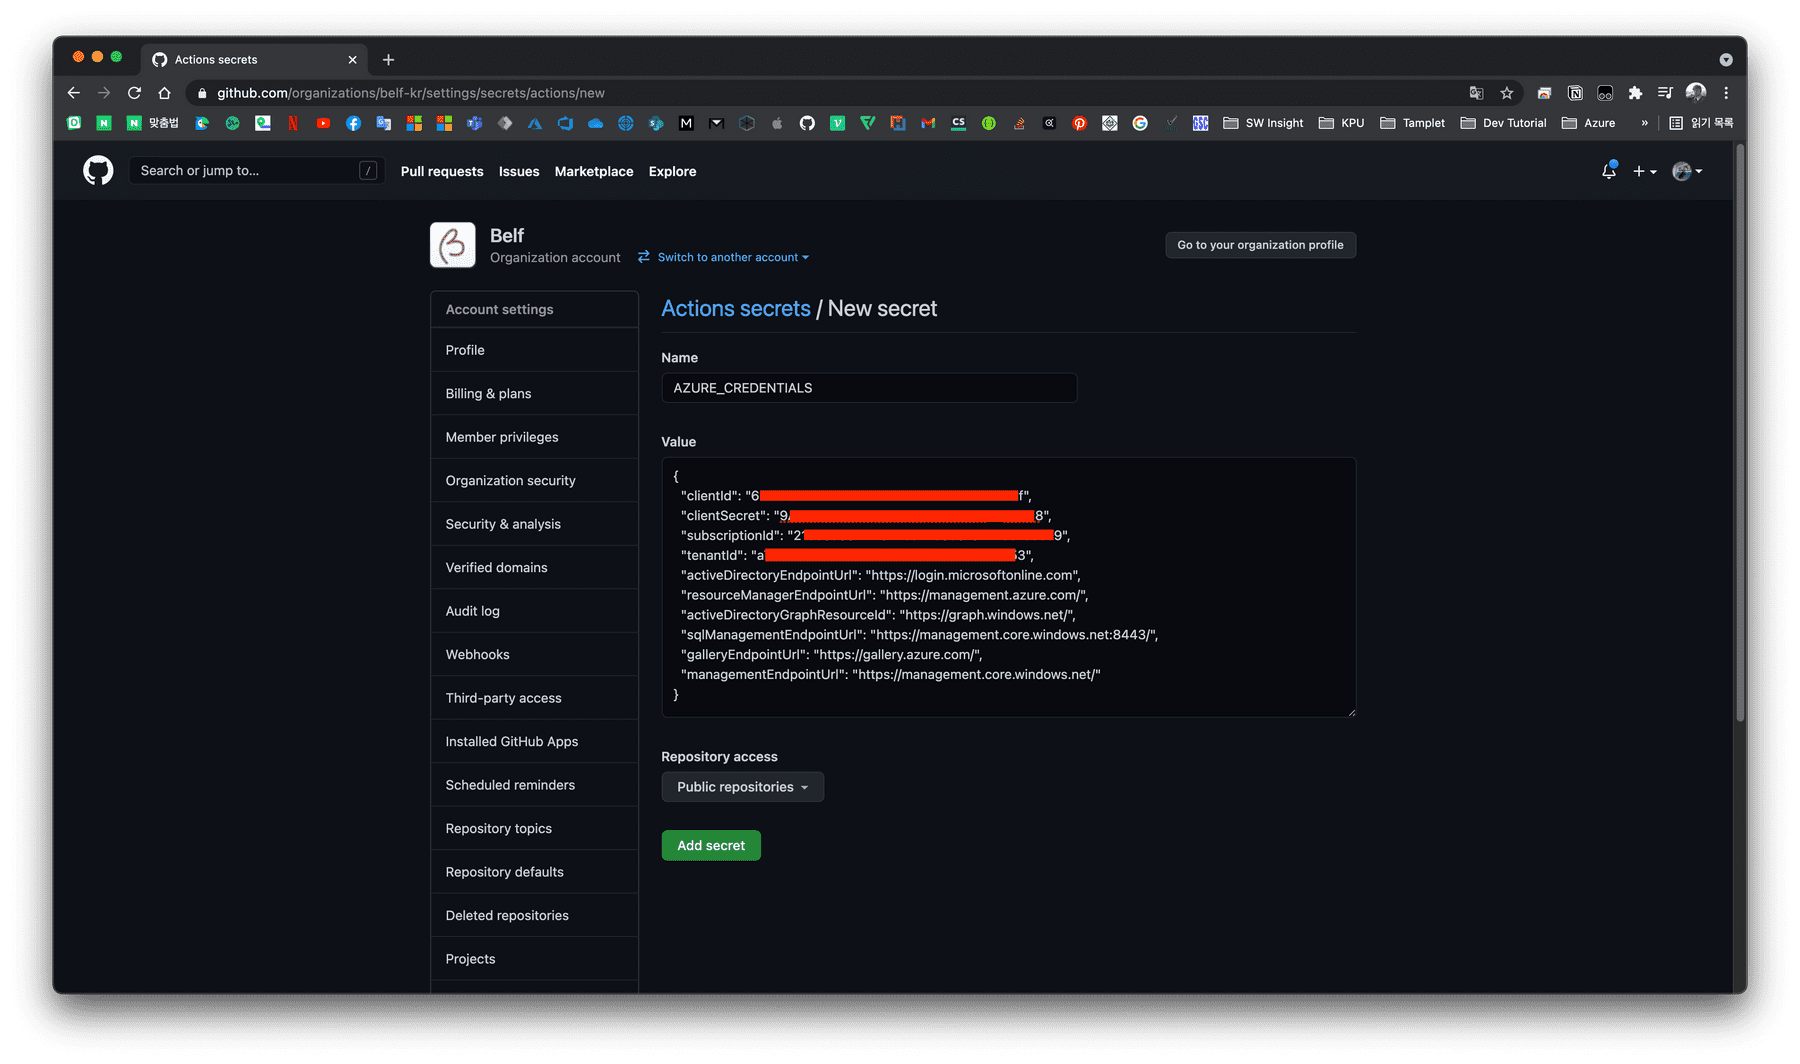 Actions secrets
github.com/organizations/belf-kr/settings/secrets/actions/new
맞춤법
CS
SW Insight
KPU
Tamplet
Dev Tutorial
Azure
»
읽기 목록
Search or jump to...
/
Pull requests
Issues
Marketplace
Explore
Belf
Organization account
Switch to another account
Go to your organization profile
Account settings
Profile
Billing & plans
Member privileges
Organization security
Security & analysis
Verified domains
Audit log
Webhooks
Third-party access
Installed GitHub Apps
Scheduled reminders
Repository topics
Repository defaults
Deleted repositories
Projects
Actions secrets / New secret
Name
AZURE_CREDENTIALS
Value
{
"clientId": "6 f",
"clientSecret": "9 8",
"subscriptionId": "21 9",
"tenantId": "a 53",
"activeDirectoryEndpointUrl": "https://login.microsoftonline.com",
"resourceManagerEndpointUrl": "https://management.azure.com/",
"activeDirectoryGraphResourceId": "https://graph.windows.net/",
"sqlManagementEndpointUrl": "https://management.core.windows.net:8443/",
"galleryEndpointUrl": "https://gallery.azure.com/",
"managementEndpointUrl": "https://management.core.windows.net/"
}
Repository access
Public repositories
Add secret